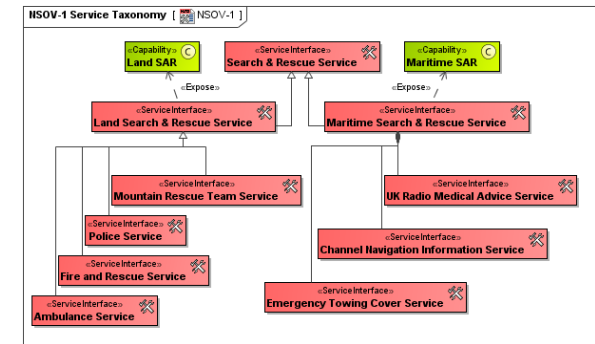 NSOV-1 Service Taxonomy [ NSOV-1 ]
«Capability» C
Land SAR
«ServiceInterface»
Search & Rescue Service
«Capability» C
Maritime SAR
«Expose»
«Expose»
«ServiceInterface»
Land Search & Rescue Service
«ServiceInterface»
Maritime Search & Rescue Service
«ServiceInterface»
Mountain Rescue Team Service
«ServiceInterface»
UK Radio Medical Advice Service
«ServiceInterface»
Police Service
«ServiceInterface»
Channel Navigation Information Service
«ServiceInterface»
Fire and Rescue Service
«ServiceInterface»
Emergency Towing Cover Service
«ServiceInterface»
Ambulance Service